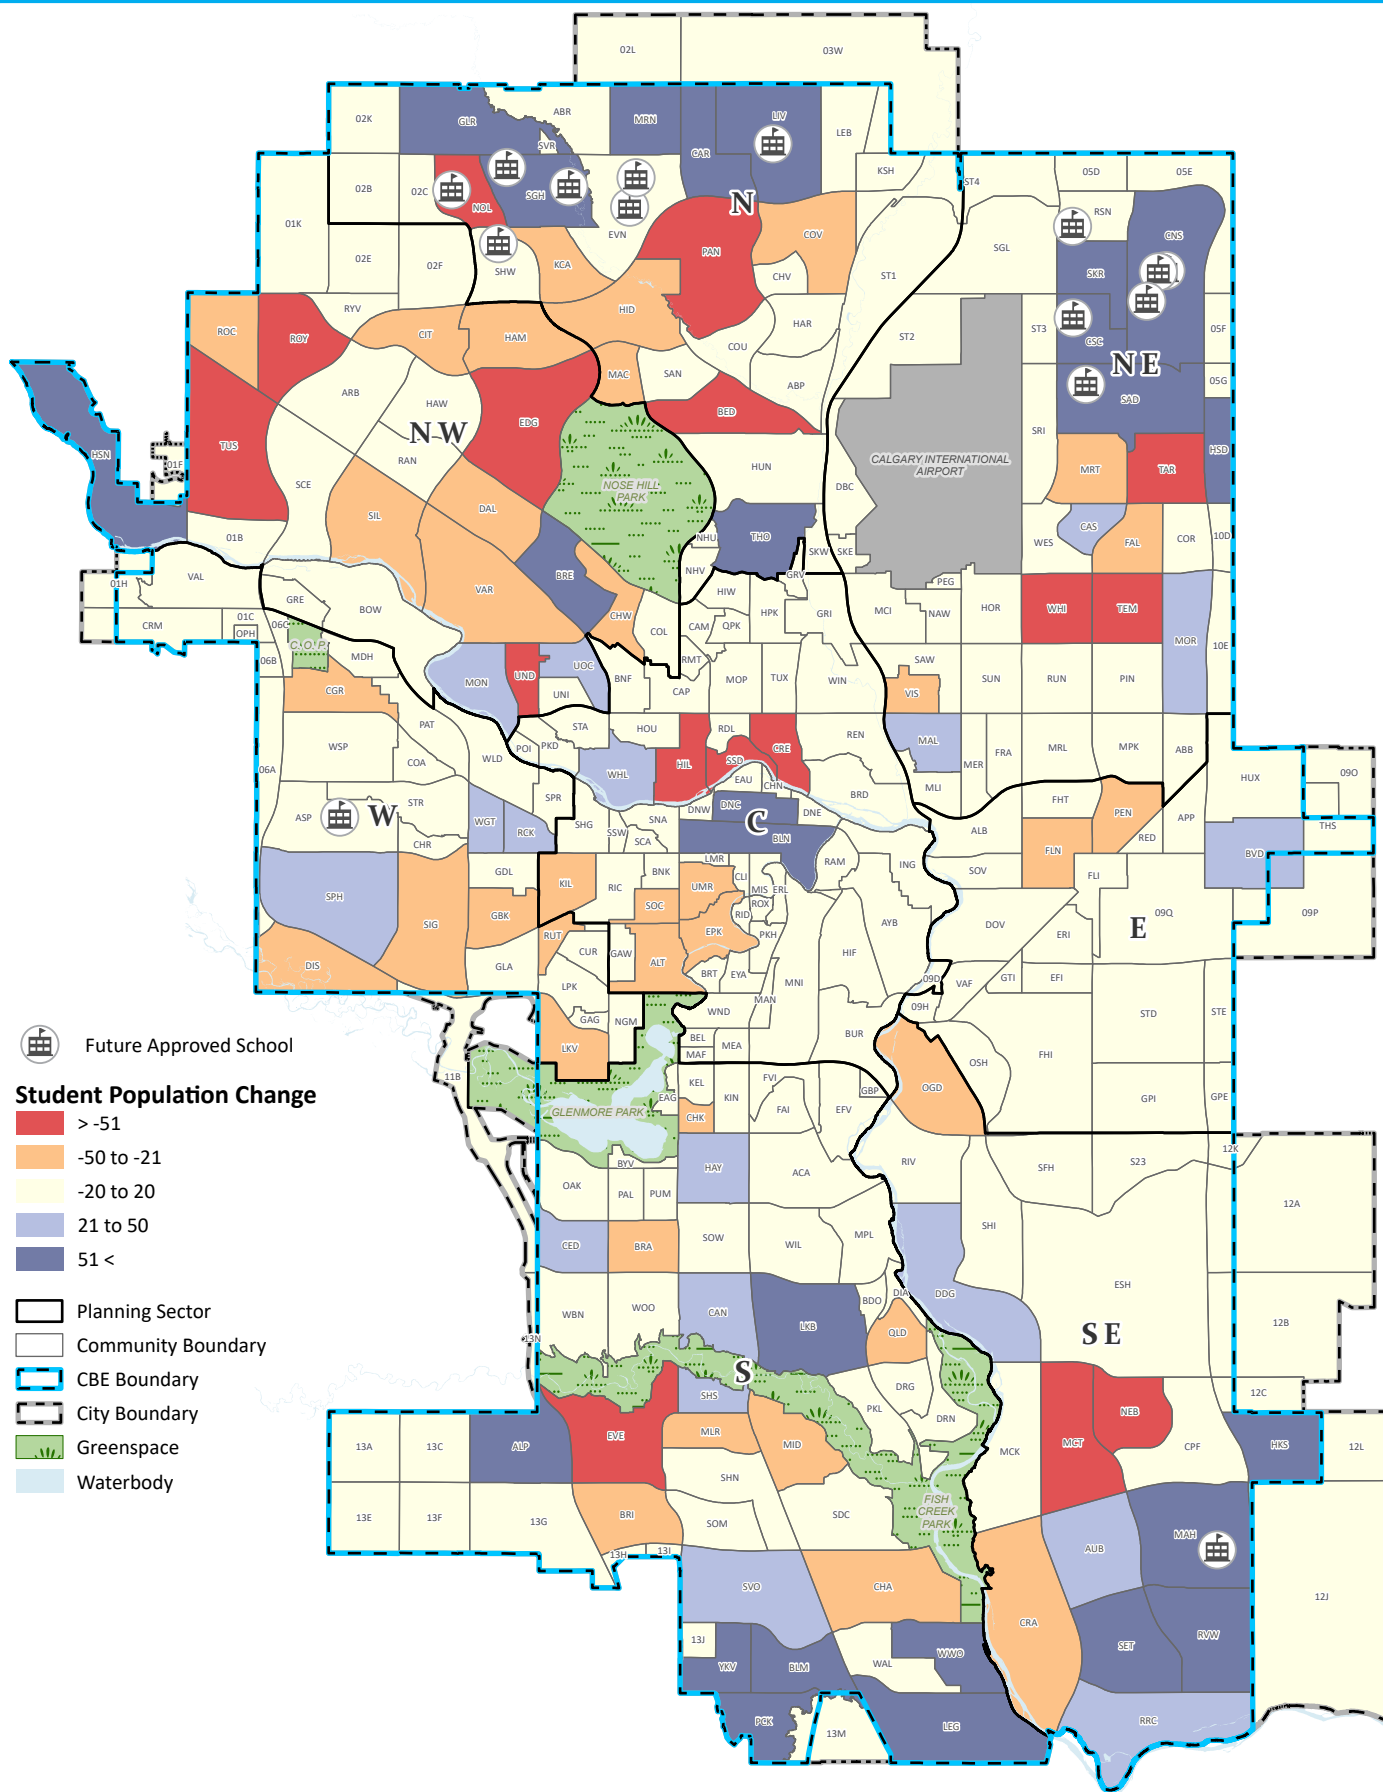 02L
03W
02K
GLR
ABR
MRN
LIV
LEB
SVR
CAR
KSH
ST4
05D
05E
02B
02C
NOL
SGH
N
RSN
01K
EVN
PAN
COV
SGL
CNS
02E
02F
SHW
KCA
CHV
ST1
SKR
RYV
HID
HAR
ROC
ROY
CIT
HAM
COU
ST2
ST3
CSC
05F
MAC
SAN
ABP
NE
05G
ARB
HAW
EDG
BED
SAD
NW
SRI
TUS
HSN
01F
RAN
HUN
CALGARY INTERNATIONAL
AIRPORT
MRT
TAR
HSD
SCE
NOSE HILL
PARK
DBC
SIL
DAL
CAS
01B
NHU
THO
SKW
SKE
WES
FAL
COR
10D
01H
VAL
BRE
NHV
GRV
GRE
BOW
VAR
CHW
HIW
PEG
CRM
01C
06C
COL
CAM
QPK
HPK
GRI
MCI
NAW
HOR
WHI
TEM
OPH
C.O.P.
MOR
10E
06B
MDH
RMT
SAW
CGR
MON
UND
UOC
UNI
BNF
CAP
MOP
TUX
WIN
VIS
SUN
RUN
PIN
PAT
STA
HOU
RDL
CRE
REN
MAL
WSP
POI
PKD
FRA
MRL
MPK
ABB
06A
COA
WLD
WHL
HIL
SSD
MER
HUX
09O
EAU
CHN
STR
SPR
BRD
MLI
FHT
ASP
W
WGT
RCK
SHG
SNA
DNW
DNC
DNE
C
ALB
PEN
APP
THS
CHR
SSW
SCA
BLN
RED
FLN
BVD
LMR
GDL
BNK
CLI
RAM
ING
SOV
FLI
KIL
RIC
UMR
MIS
ERL
SPH
SIG
GBK
SOC
ROX
RID
AYB
DOV
09Q
09P
E
RUT
EPK
PKH
ERI
CUR
GAW
HIF
DIS
GLA
ALT
BRT
EYA
MNI
09D
VAF
GTI
EFI
LPK
MAN
09H
GAG
NGM
WND
STD
STE
LKV
BEL
MEA
BUR
MAF
OSH
FHI
Future Approved School
11B
KEL
FVI
OGD
KIN
GBP
Student Population Change
EAG
GPI
GPE
GLENMORE PARK
CHK
FAI
EFV
> -51
-50 to -21
BYV
HAY
ACA
RIV
SFH
S23
12K
-20 to 20
OAK
PAL
PUM
12A
21 to 50
SHI
CED
BRA
SOW
WIL
MPL
51 <
ESH
DIA
DDG
BDO
Planning Sector
WBN
WOO
CAN
LKB
12B
Community Boundary
13N
QLD
SE
CBE Boundary
S
DRG
City Boundary
SHS
PKL
DRN
NEB
12C
Greenspace
13A
13C
ALP
EVE
MLR
MID
MCK
MCT
CPF
HKS
12L
Waterbody
SHN
13E
13F
13G
BRI
SOM
SDC
FISH
CREEK
PARK
MAH
AUB
13H
13I
SVO
CHA
12J
CRA
13J
SET
RVW
YKV
BLM
WAL
WWO
PCK
13M
LEG
RRC